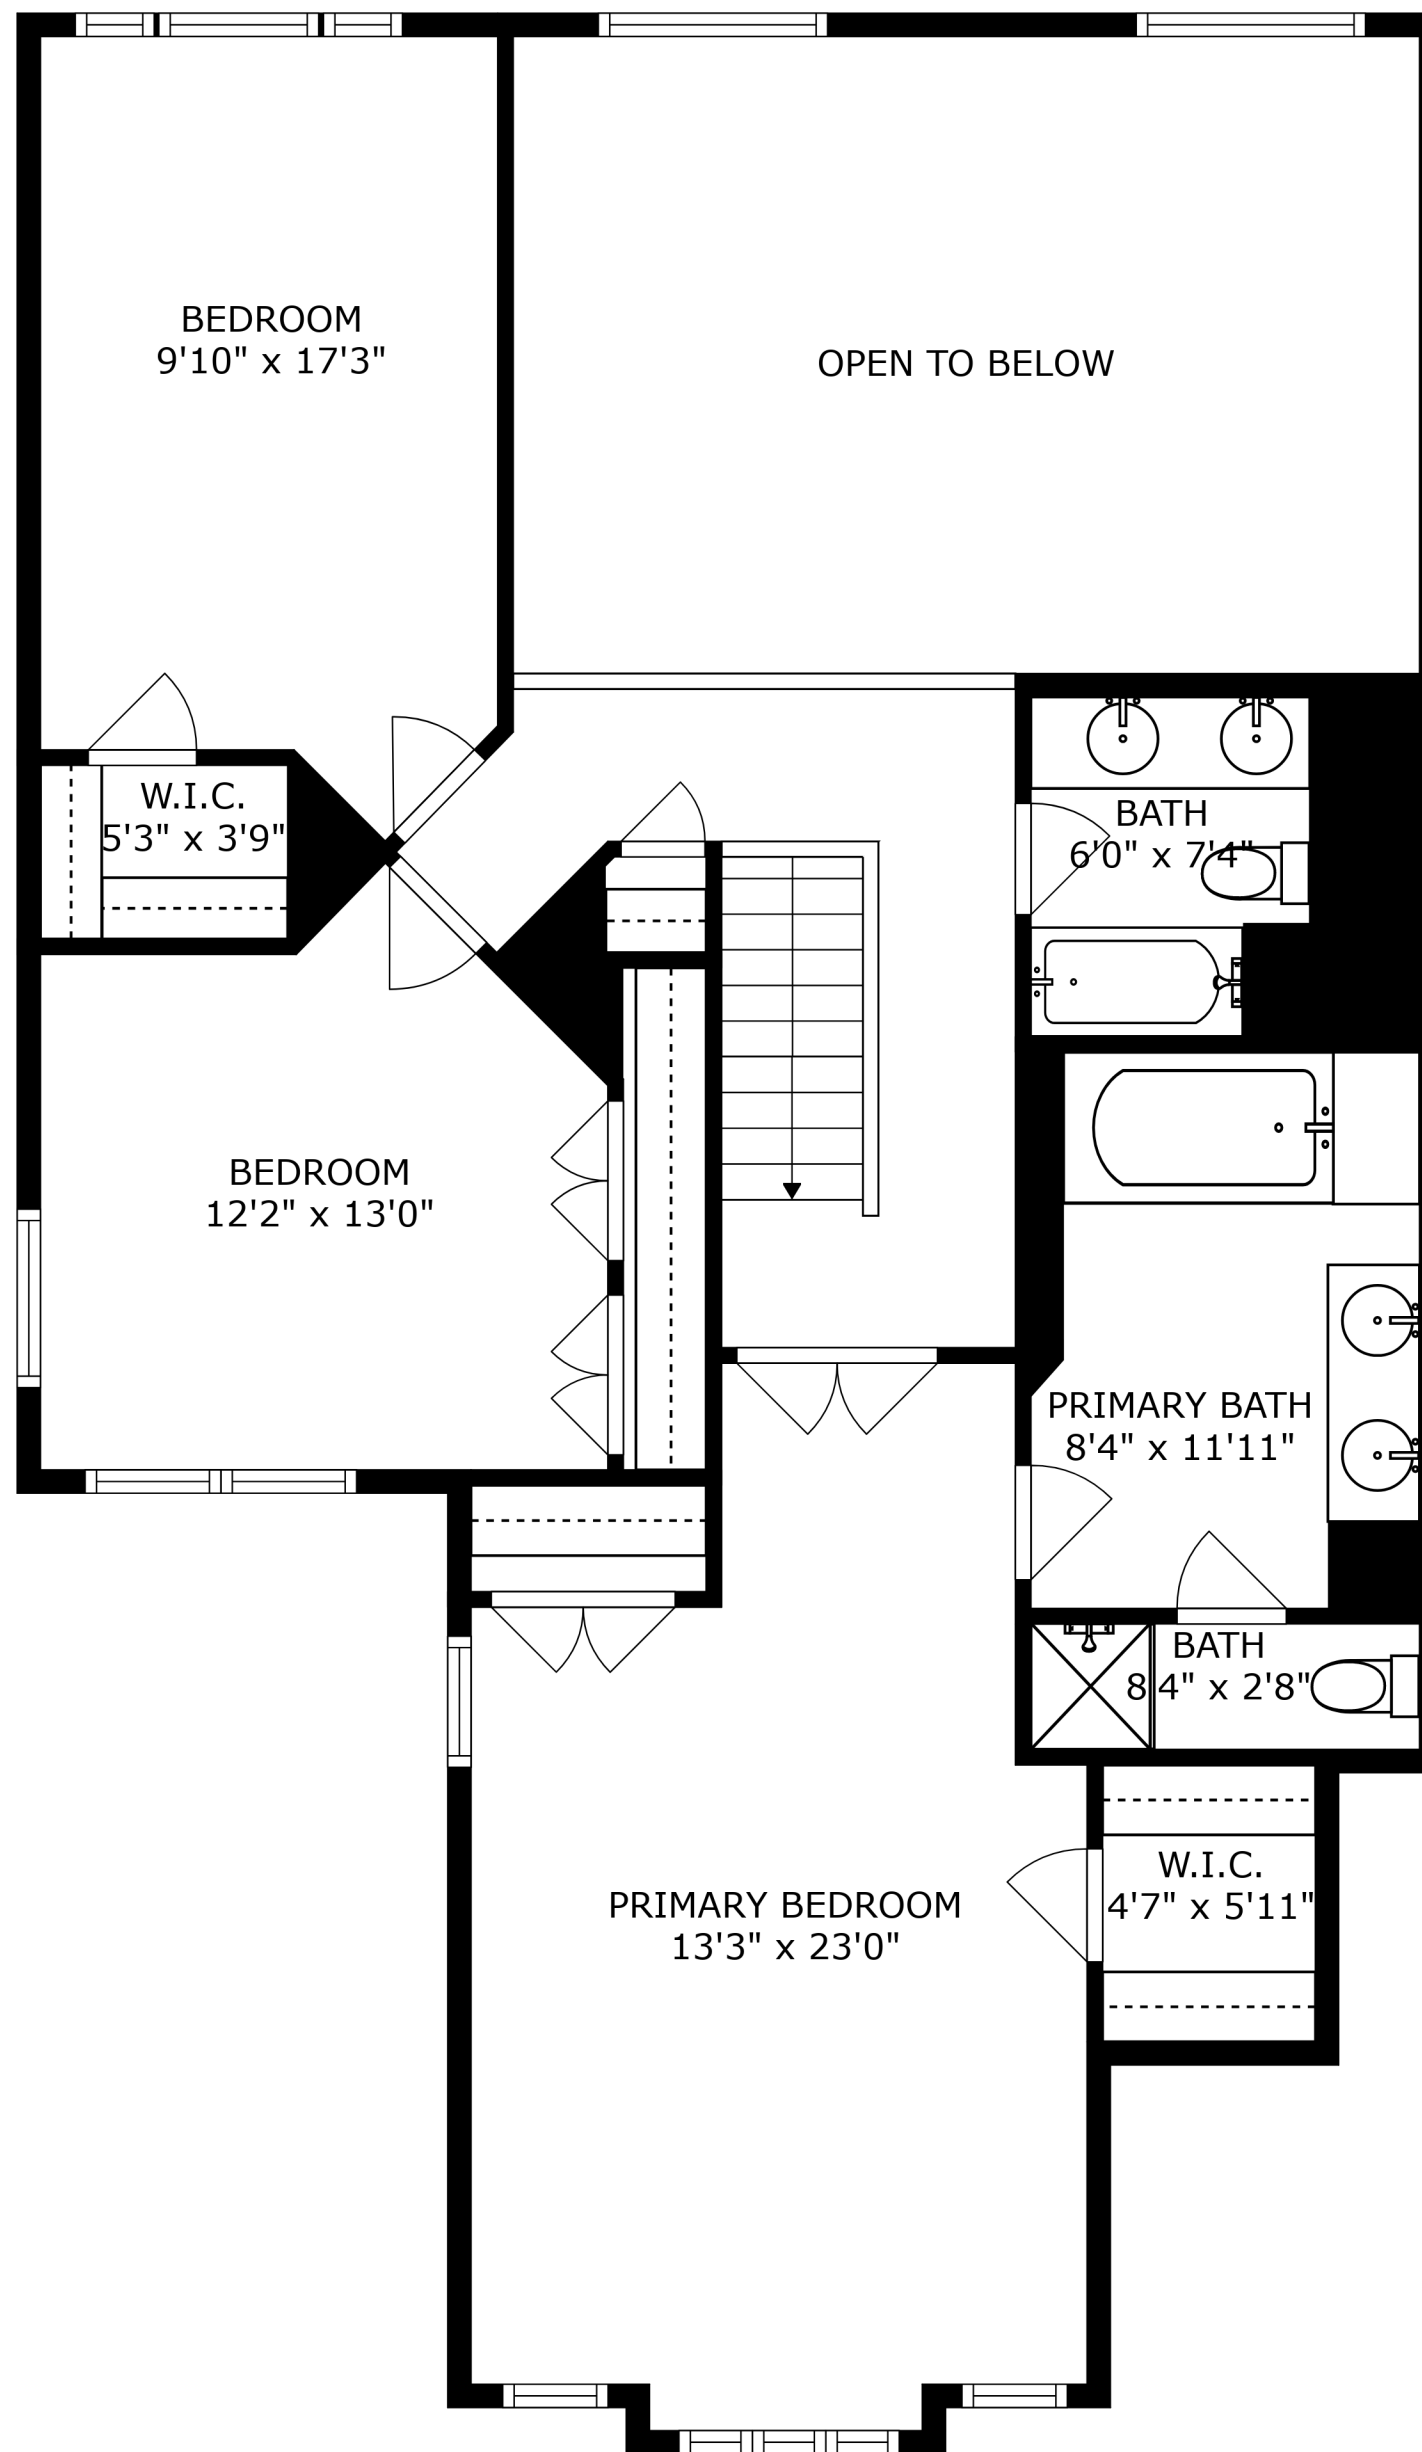 BEDROOM
9'10" x 17'3"
OPEN TO BELOW
W.I.C.
5'3" x 3'9"
BATH
6'0" x 7'4"
BEDROOM
12'2" x 13'0"
PRIMARY BATH
8'4" x 11'11"
BATH
8'4" x 2'8"
W.I.C.
4'7" x 5'11"
PRIMARY BEDROOM
13'3" x 23'0"